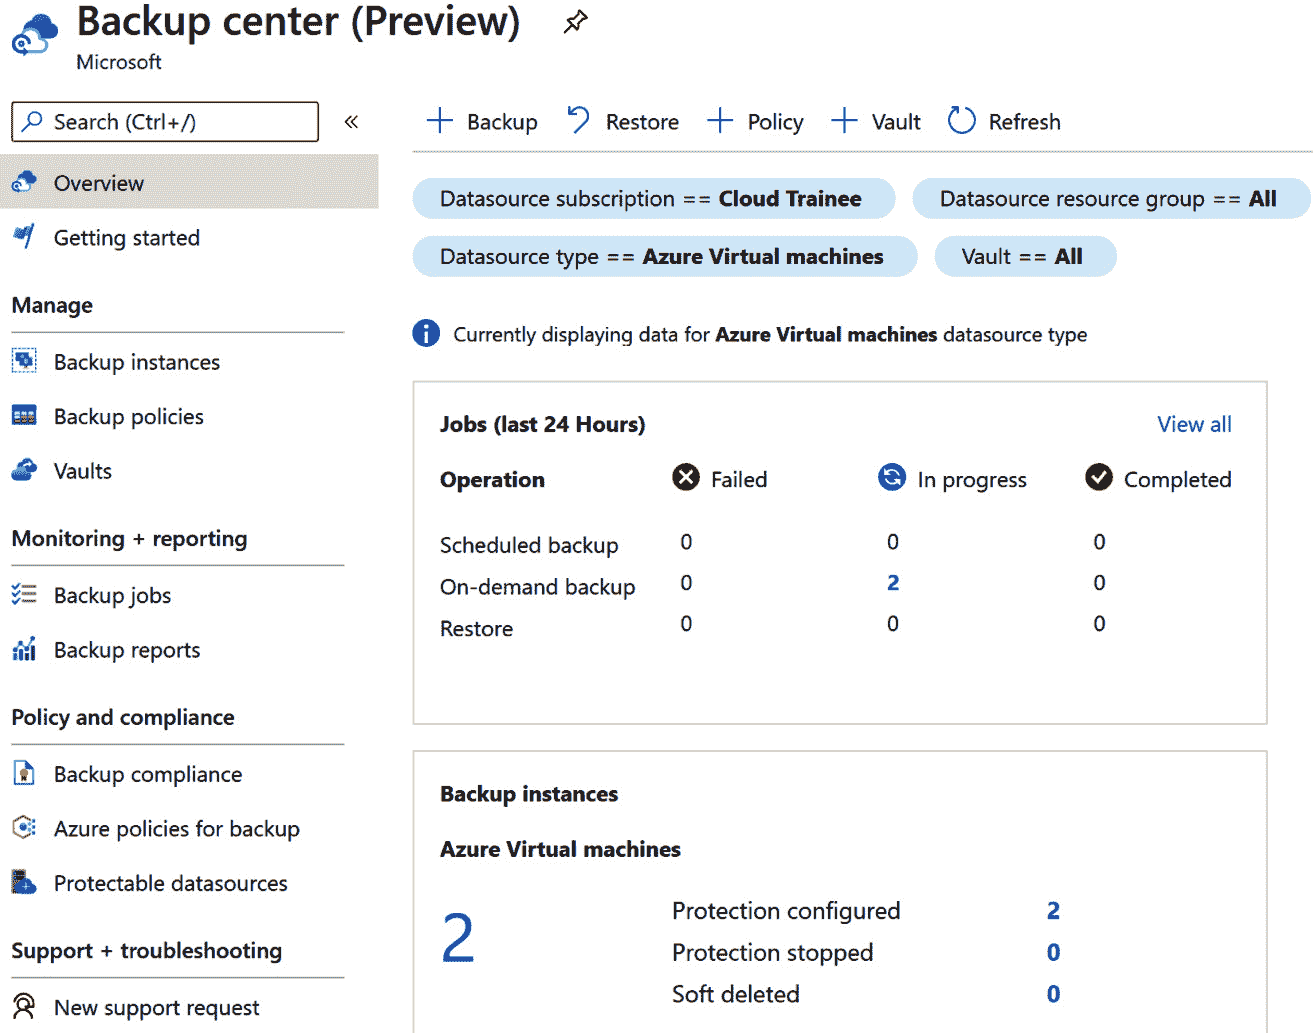 Backup center (Preview)
Microsoft
Search (Ctrl+/)
«
Overview
Getting started
Manage
Backup instances
Backup policies
Vaults
Monitoring + reporting
Backup jobs
Backup reports
Policy and compliance
Backup compliance
Azure policies for backup
Protectable datasources
Support + troubleshooting
New support request
+ Backup Restore + Policy + Vault Refresh
Datasource subscription == Cloud Trainee Datasource resource group == All
Datasource type == Azure Virtual machines Vault == All
Currently displaying data for Azure Virtual machines datasource type
Jobs (last 24 Hours) View all
Operation Failed In progress Completed
Scheduled backup 0 0 0
On-demand backup 0 2 0
Restore 0 0 0
Backup instances
Azure Virtual machines
2
Protection configured 2
Protection stopped 0
Soft deleted 0